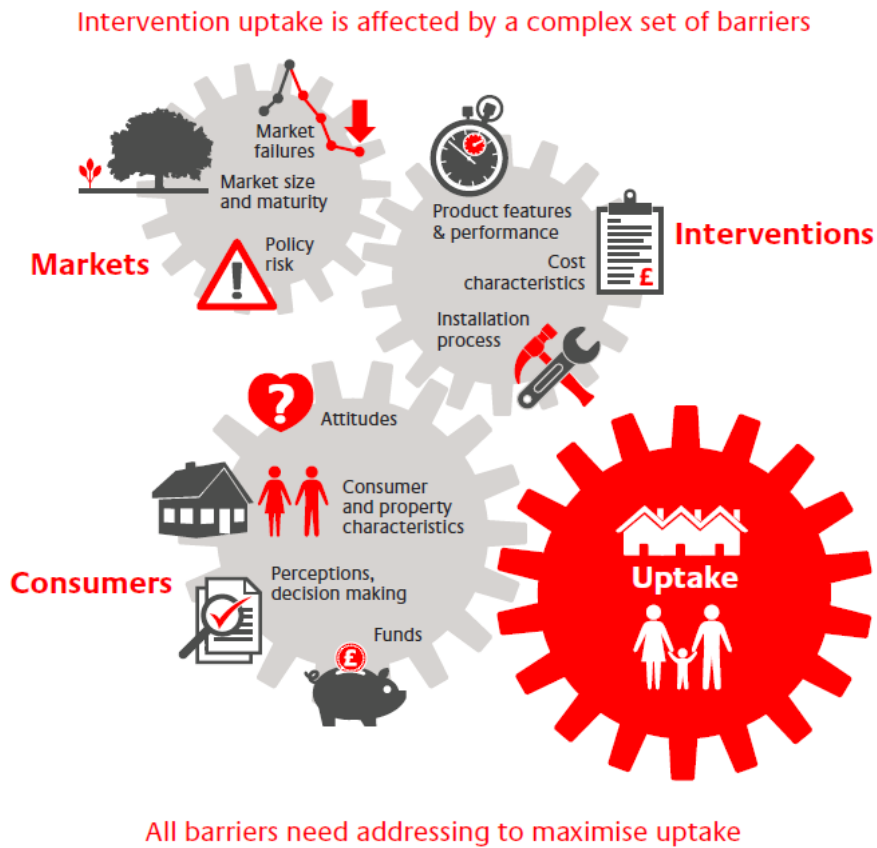 Intervention uptake is affected by a complex set of barriers
Market
failures
Market size
and maturity
Policy
risk
Markets
Product features
& performance
Cost
characteristics
Installation
process
£
Interventions
?
Attitudes
Consumer
and property
characteristics
Perceptions,
decision making
Funds
£
Consumers
Uptake
All barriers need addressing to maximise uptake